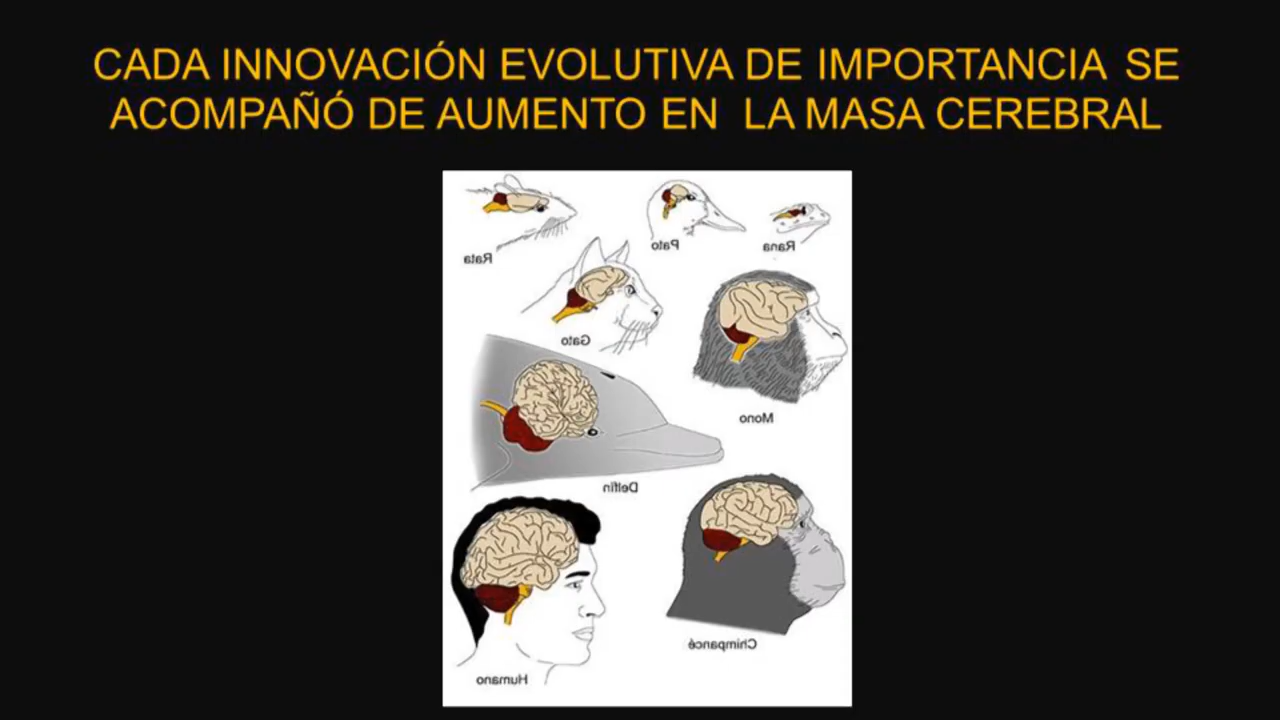 CADA INNOVACIÓN EVOLUTIVA DE IMPORTANCIA SE
ACOMPAÑÓ DE AUMENTO EN LA MASA CEREBRAL
Rata
Pato
Rana
Gato
Mono
Delfín
Chimpancé
Humano